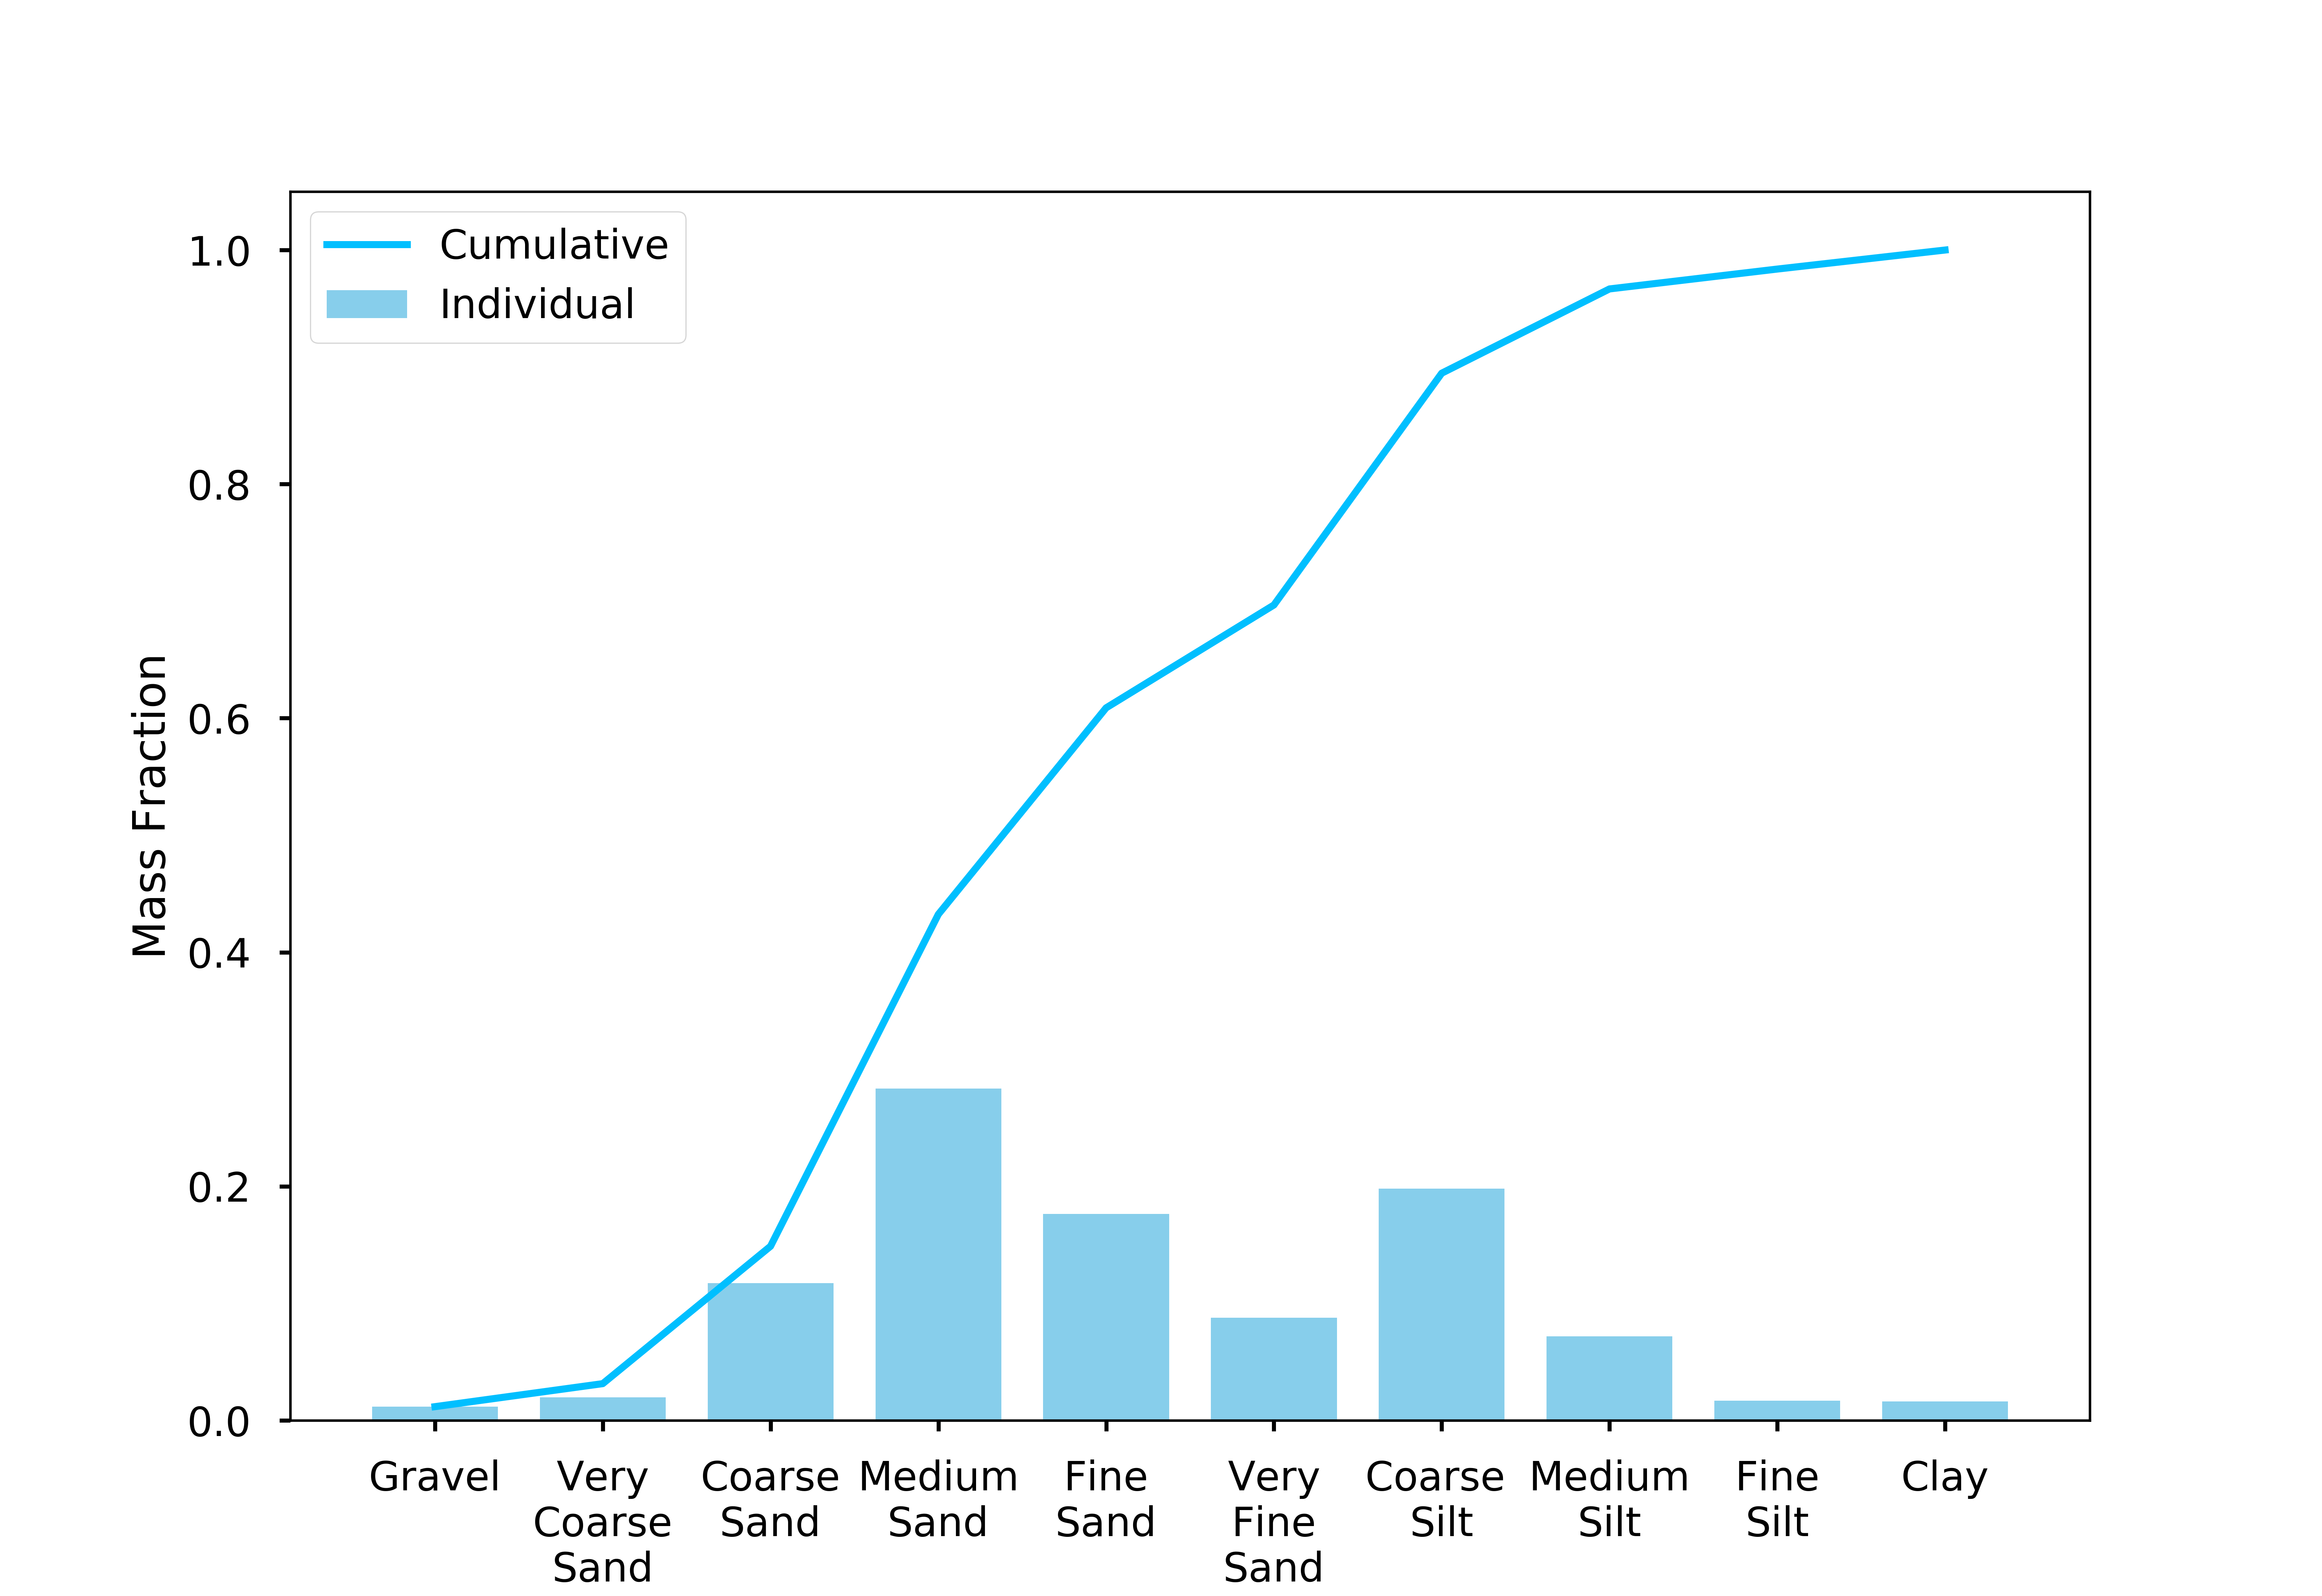 Cumulative
Individual
1.0
0.8
0.6
0.4
0.2
0.0
Mass Fraction
Gravel
Very
Coarse
Sand
Coarse
Sand
Medium
Sand
Fine
Sand
Very
Fine
Sand
Coarse
Silt
Medium
Silt
Fine
Silt
Clay